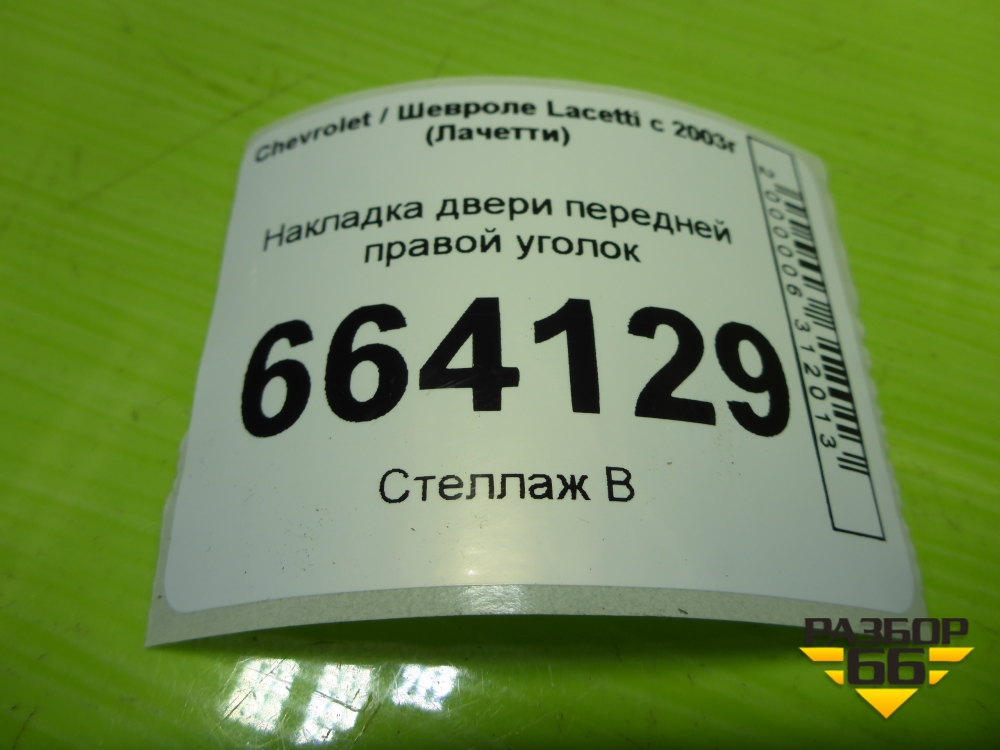 Chevrolet / Шевроле Lacetti с 2003г
(Лачетти)
Накладка двери передней
правой уголок
664129
Стеллаж В
2000006312013
РАЗБОР
66